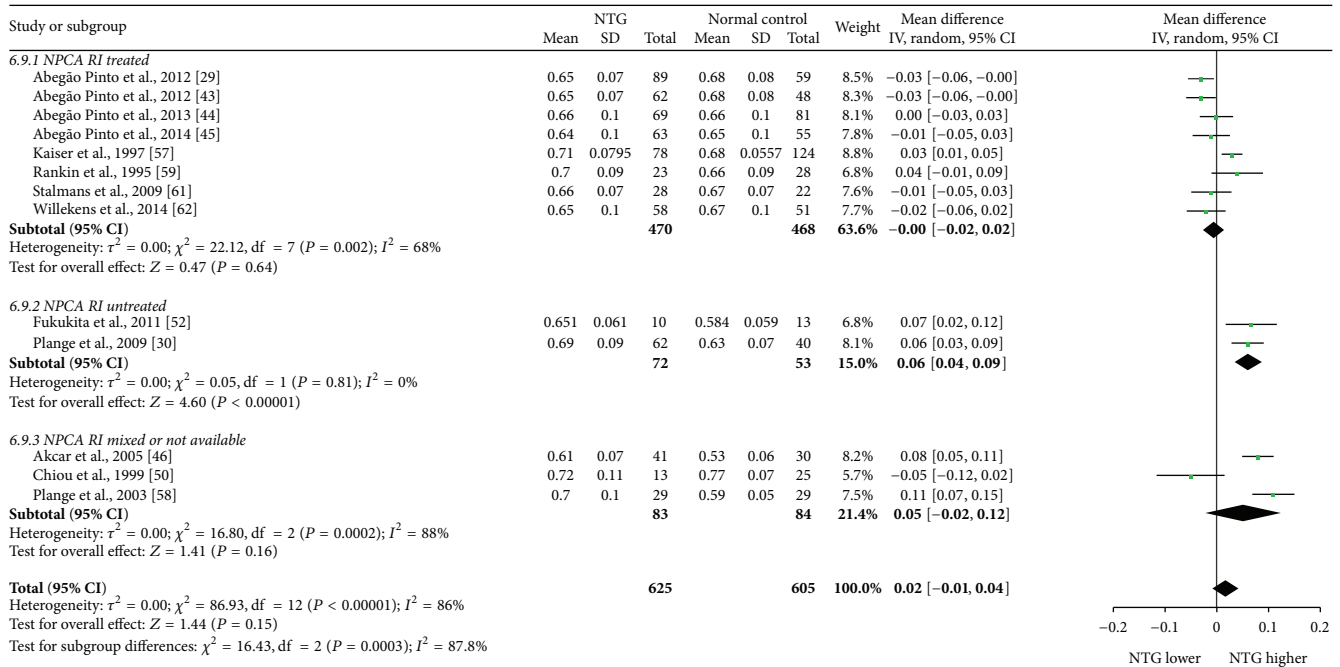 Study or subgroup NTG Normal control Weight Mean difference Mean difference
Mean SD Total Mean SD Total IV, random, 95% CI IV, random, 95% CI
6.9.1 NPCA RI treated
Abegão Pinto et al., 2012 [29] 0.65 0.07 89 0.68 0.08 59 8.5% −0.03 [−0.06, −0.00]
Abegão Pinto et al., 2012 [43] 0.65 0.07 62 0.68 0.08 48 8.3% −0.03 [−0.06, −0.00]
Abegão Pinto et al., 2013 [44] 0.66 0.1 69 0.66 0.1 81 8.1% 0.00 [−0.03, 0.03]
Abegão Pinto et al., 2014 [45] 0.64 0.1 63 0.65 0.1 55 7.8% −0.01 [−0.05, 0.03]
Kaiser et al., 1997 [57] 0.71 0.0795 78 0.68 0.0557 124 8.8% 0.03 [0.01, 0.05]
Rankin et al., 1995 [59] 0.7 0.09 23 0.66 0.09 28 6.8% 0.04 [−0.01, 0.09]
Stalmans et al., 2009 [61] 0.66 0.07 28 0.67 0.07 22 7.6% −0.01 [−0.05, 0.03]
Willekens et al., 2014 [62] 0.65 0.1 58 0.67 0.1 51 7.7% −0.02 [−0.06, 0.02]
Subtotal (95% CI) 470 468 63.6% −0.00 [−0.02, 0.02]
Heterogeneity: τ² = 0.00; χ² = 22.12, df = 7 (P = 0.002); I² = 68%
Test for overall effect: Z = 0.47 (P = 0.64)
6.9.2 NPCA RI untreated
Fukukita et al., 2011 [52] 0.651 0.061 10 0.584 0.059 13 6.8% 0.07 [0.02, 0.12]
Plange et al., 2009 [30] 0.69 0.09 62 0.63 0.07 40 8.1% 0.06 [0.03, 0.09]
Subtotal (95% CI) 72 53 15.0% 0.06 [0.04, 0.09]
Heterogeneity: τ² = 0.00; χ² = 0.05, df = 1 (P = 0.81); I² = 0%
Test for overall effect: Z = 4.60 (P < 0.00001)
6.9.3 NPCA RI mixed or not available
Akcar et al., 2005 [46] 0.61 0.07 41 0.53 0.06 30 8.2% 0.08 [0.05, 0.11]
Chiou et al., 1999 [50] 0.72 0.11 13 0.77 0.07 25 5.7% −0.05 [−0.12, 0.02]
Plange et al., 2003 [58] 0.7 0.1 29 0.59 0.05 29 7.5% 0.11 [0.07, 0.15]
Subtotal (95% CI) 83 84 21.4% 0.05 [−0.02, 0.12]
Heterogeneity: τ² = 0.00; χ² = 16.80, df = 2 (P = 0.0002); I² = 88%
Test for overall effect: Z = 1.41 (P = 0.16)
Total (95% CI) 625 605 100.0% 0.02 [−0.01, 0.04]
Heterogeneity: τ² = 0.00; χ² = 86.93, df = 12 (P < 0.00001); I² = 86%
Test for overall effect: Z = 1.44 (P = 0.15)
Test for subgroup differences: χ² = 16.43, df = 2 (P = 0.0003); I² = 87.8%
−0.2 −0.1 0 0.1 0.2
NTG lower NTG higher